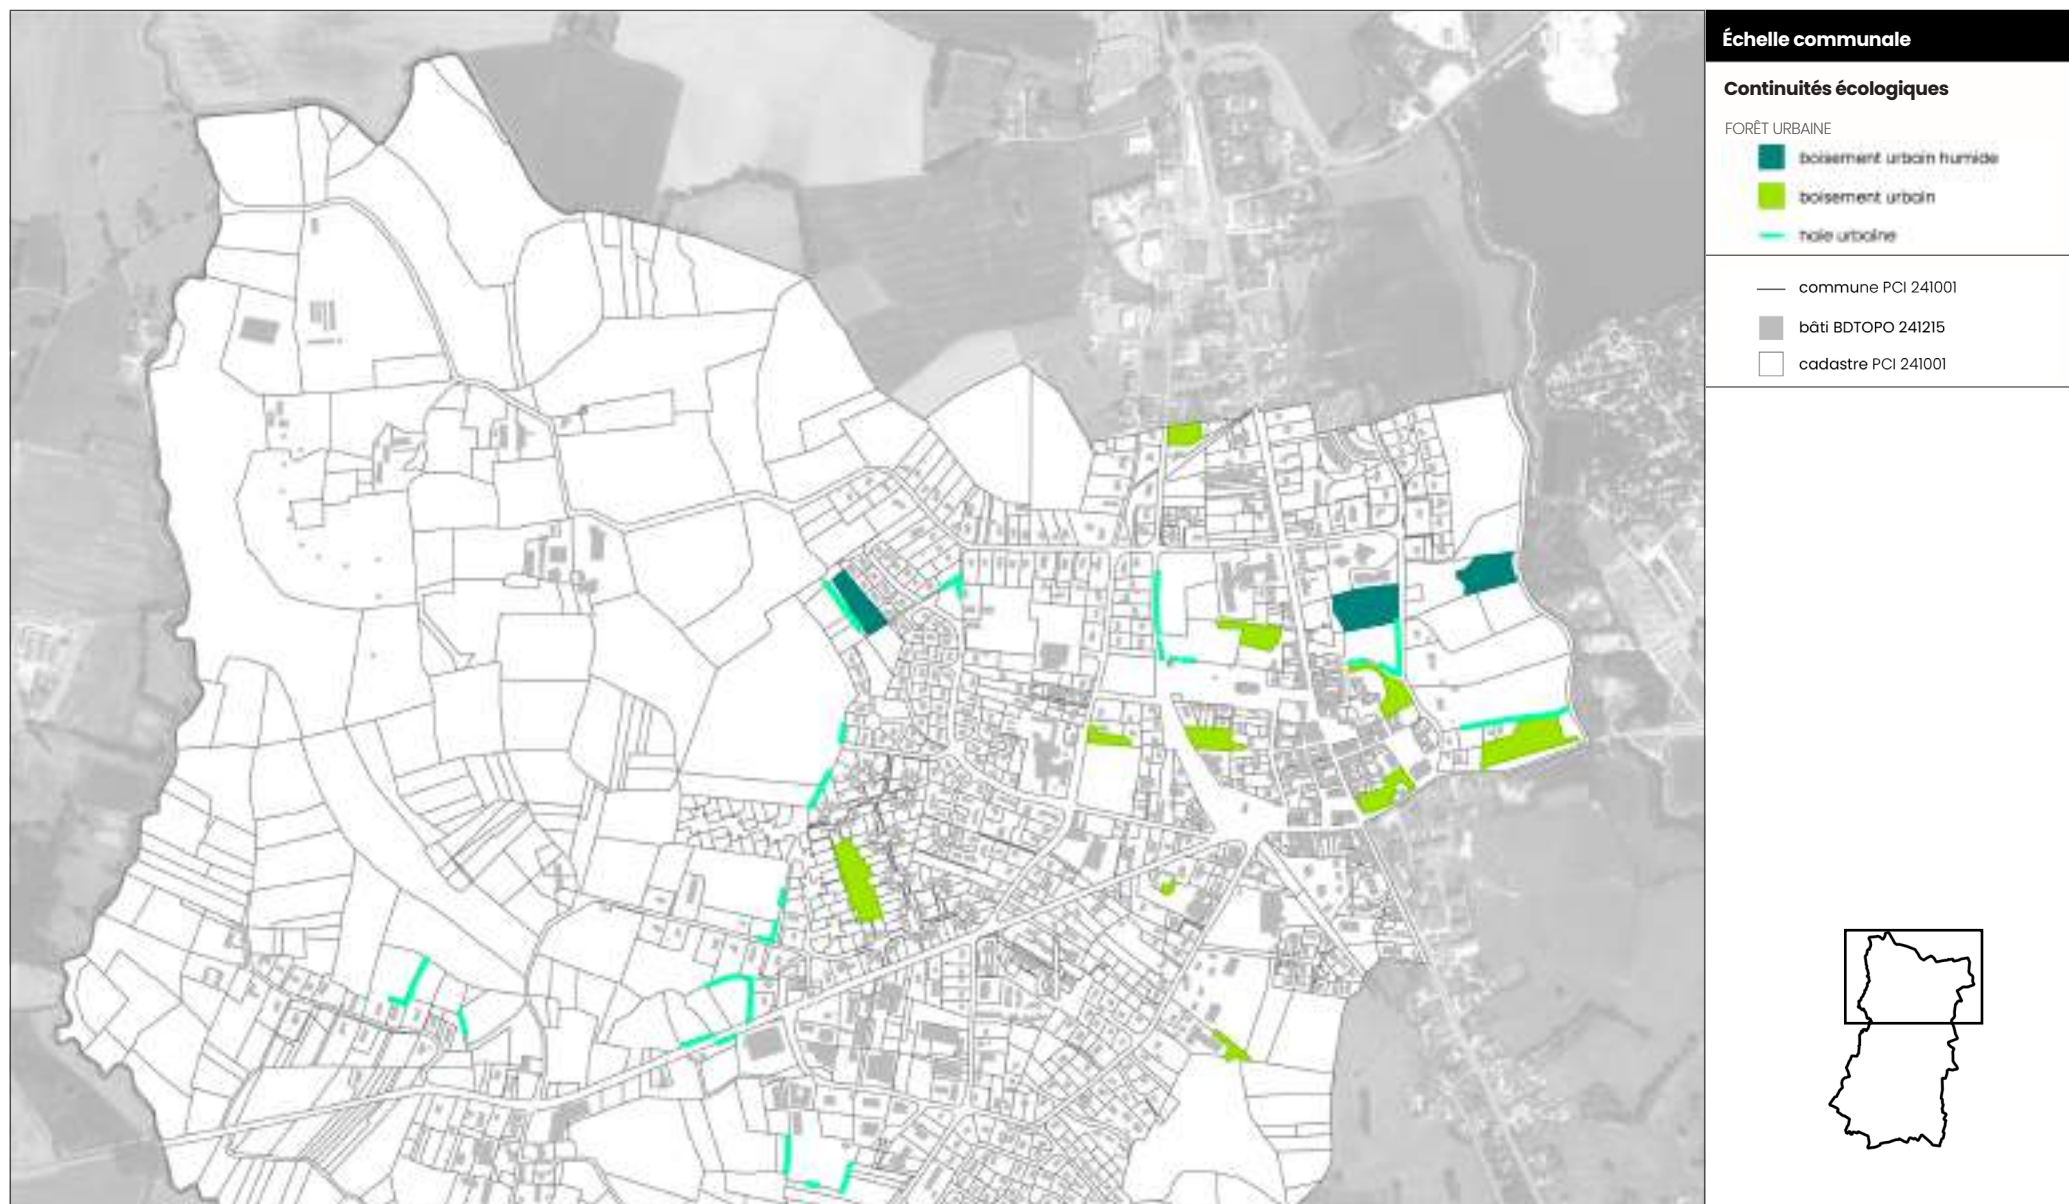 Échelle communale
Continuités écologiques
FORÊT URBAINE
boisement urbain humide
boisement urbain
haie urbaine
commune PCI 241001
bâti BDTOPO 241215
cadastre PCI 241001